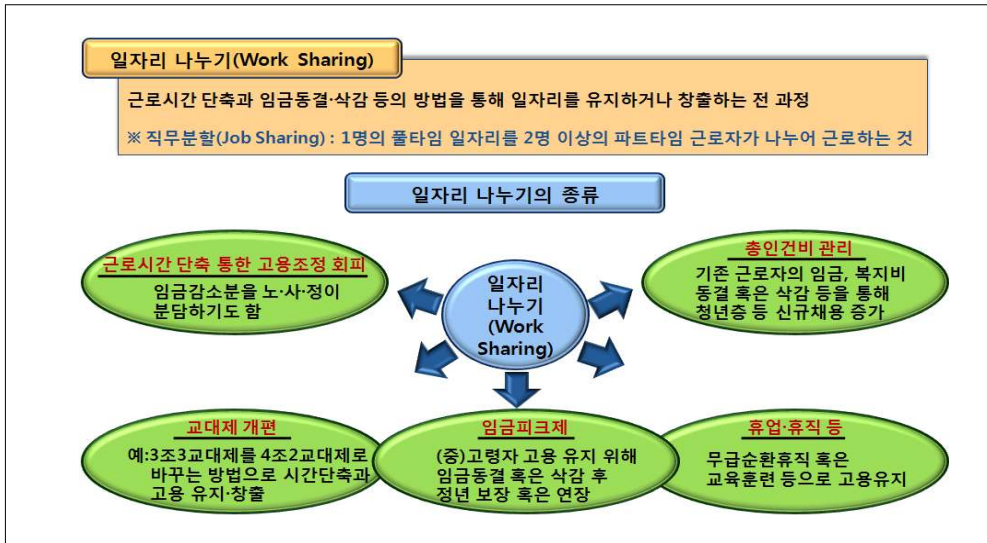 일자리 나누기(Work Sharing)
근로시간 단축과 임금동결·삭감 등의 방법을 통해 일자리를 유지하거나 창출하는 전 과정
※ 직무분할(Job Sharing) : 1명의 풀타임 일자리를 2명 이상의 파트타임 근로자가 나누어 근로하는 것
일자리 나누기의 종류
근로시간 단축 통한 고용조정 회피
임금감소분을 노·사·정이
분담하기도 함
일자리
나누기
(Work
Sharing)
총인건비 관리
기존 근로자의 임금, 복지비
동결 혹은 삭감 등을 통해
청년층 등 신규채용 증가
교대제 개편
예:3조3교대제를 4조2교대제로
바꾸는 방법으로 시간단축과
고용 유지·창출
임금피크제
(중)고령자 고용 유지 위해
임금동결 혹은 삭감 후
정년 보장 혹은 연장
휴업·휴직 등
무급순환휴직 혹은
교육훈련 등으로 고용유지